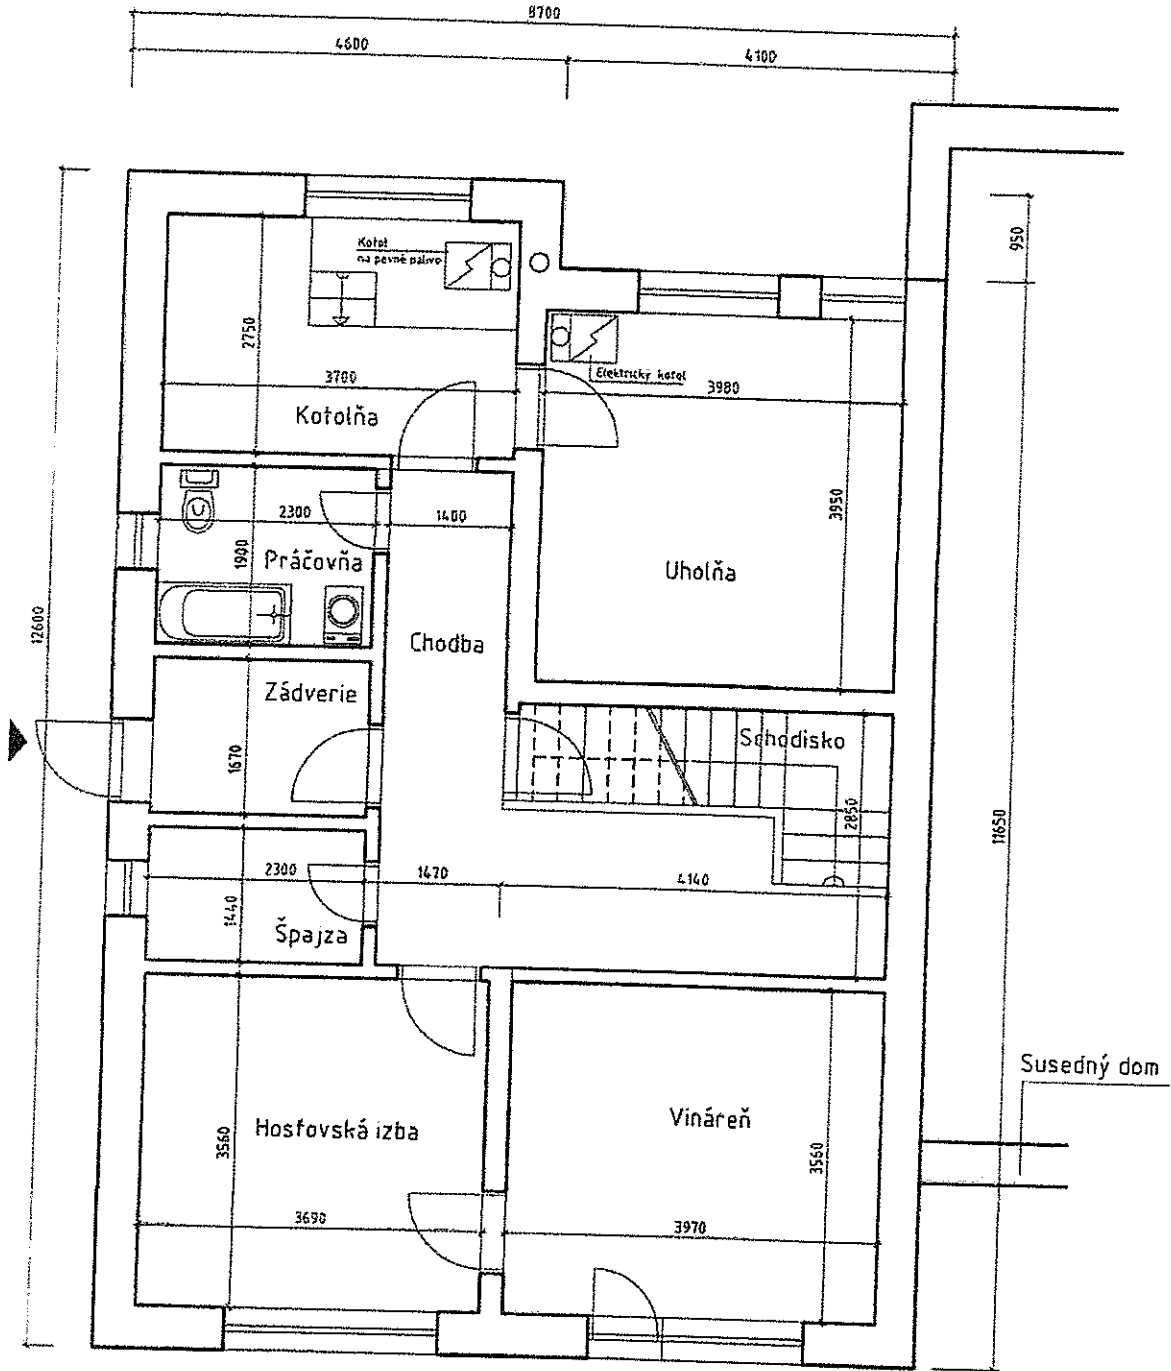 8700
4600
4100
950
Kotol
na pevné palivo
2750
3700
Kotolňa
Elektrický kotol
3980
3950
2300
1400
1900
Práčovňa
Uholňa
12600
Chodba
Zádverie
Schodisko
1670
2850
11650
2300
1470
4140
1440
Špajza
Susedný dom
Hosťovská izba
Vináreň
3560
3560
3690
3970